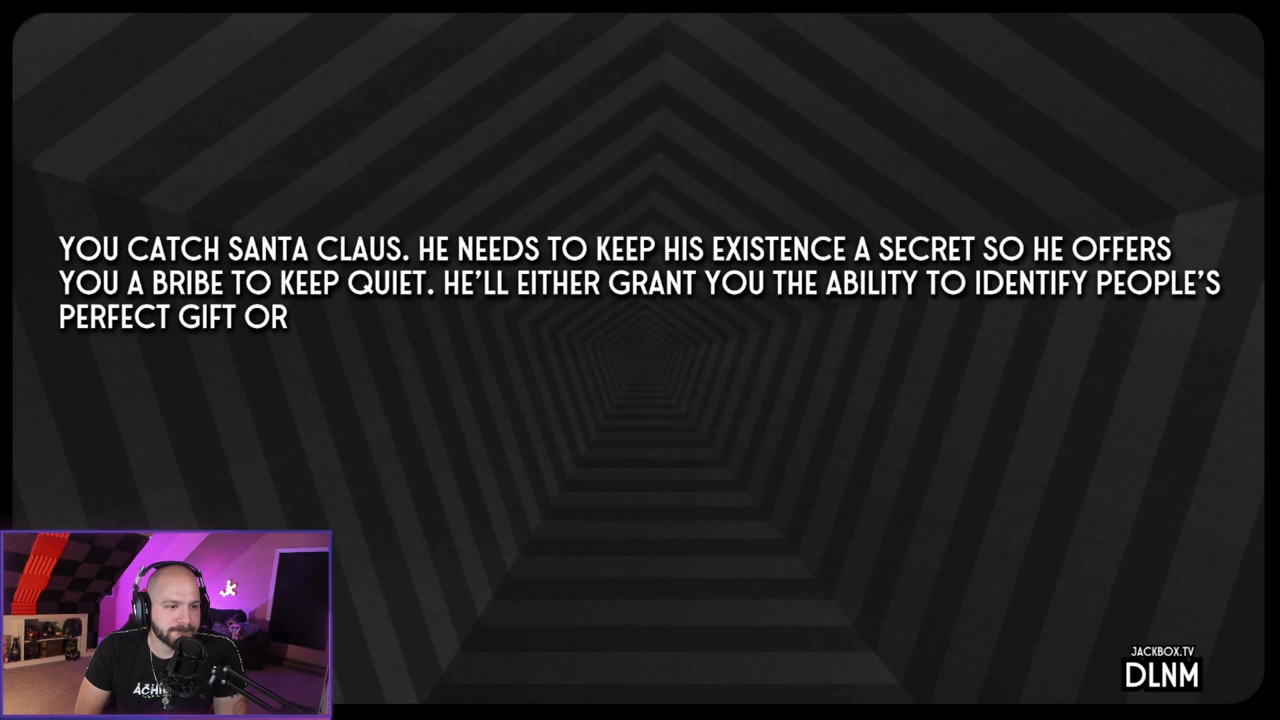 YOU CATCH SANTA CLAUS. HE NEEDS TO KEEP HIS EXISTENCE A SECRET SO HE OFFERS
YOU A BRIBE TO KEEP QUIET. HE’LL EITHER GRANT YOU THE ABILITY TO IDENTIFY PEOPLE’S
PERFECT GIFT OR
JACKBOX.TV
DLNM
ACHI